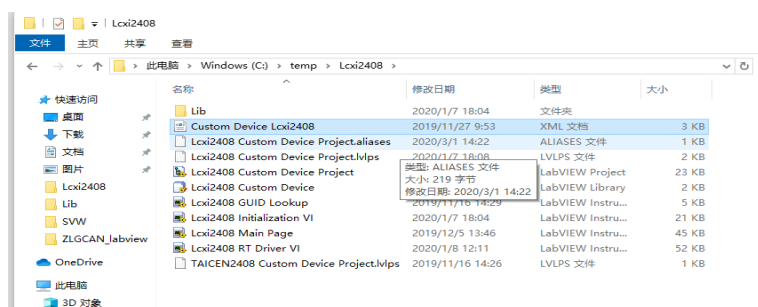 Lcxi2408
文件 主页 共享 查看
此电脑 > Windows (C:) > temp > Lcxi2408 >
名称 修改日期 类型 大小
快速访问
桌面
下载
文档
图片
Lcxi2408
Lib
SVW
ZLGCAN_labview
OneDrive
此电脑
3D 对象
Lib 2020/1/7 18:04 文件夹
Custom Device Lcxi2408 2019/11/27 9:53 XML 文档 3 KB
Lcxi2408 Custom Device Project.aliases 2020/3/1 14:22 ALIASES 文件 1 KB
Lcxi2408 Custom Device Project.lvlps 2020/1/7 18:08 LVLPS 文件 2 KB
Lcxi2408 Custom Device Project LabVIEW Project 23 KB
Lcxi2408 Custom Device LabVIEW Library 2 KB
Lcxi2408 GUID Lookup 2019/11/16 14:29 LabVIEW Instru... 5 KB
Lcxi2408 Initialization VI 2020/1/7 18:04 LabVIEW Instru... 21 KB
Lcxi2408 Main Page 2019/12/5 13:46 LabVIEW Instru... 45 KB
Lcxi2408 RT Driver VI 2020/1/8 12:11 LabVIEW Instru... 52 KB
TAICEN2408 Custom Device Project.lvlps 2019/11/16 14:26 LVLPS 文件 1 KB
类型: ALIASES 文件
大小: 219 字节
修改日期: 2020/3/1 14:22